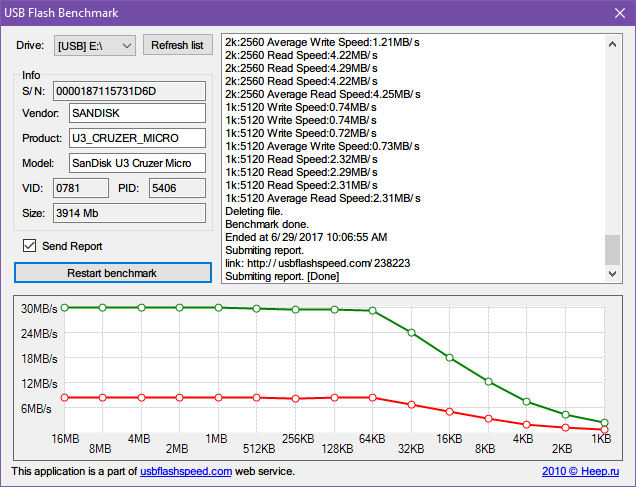 USB Flash Benchmark
Drive: [USB] E:\ Refresh list
Info
S/N: 0000187115731D6D
Vendor: SANDISK
Product: U3_CRUZER_MICRO
Model: SanDisk U3 Cruzer Micro
VID: 0781 PID: 5406
Size: 3914 Mb
Send Report
Restart benchmark
2k:2560 Average Write Speed:1.21MB/s
2k:2560 Read Speed:4.22MB/s
2k:2560 Read Speed:4.29MB/s
2k:2560 Read Speed:4.22MB/s
2k:2560 Average Read Speed:4.25MB/s
1k:5120 Write Speed:0.74MB/s
1k:5120 Write Speed:0.74MB/s
1k:5120 Write Speed:0.72MB/s
1k:5120 Average Write Speed:0.73MB/s
1k:5120 Read Speed:2.32MB/s
1k:5120 Read Speed:2.29MB/s
1k:5120 Read Speed:2.31MB/s
1k:5120 Average Read Speed:2.31MB/s
Deleting file.
Benchmark done.
Ended at 6/29/2017 10:06:55 AM
Submiting report.
link: http://usbflashspeed.com/238223
Submiting report. [Done]
30MB/s
24MB/s
18MB/s
12MB/s
6MB/s
16MB 4MB 1MB 256KB 64KB 16KB 4KB 1KB
8MB 2MB 512KB 128KB 32KB 8KB 2KB
This application is a part of usbflashspeed.com web service. 2010 © Heep.ru